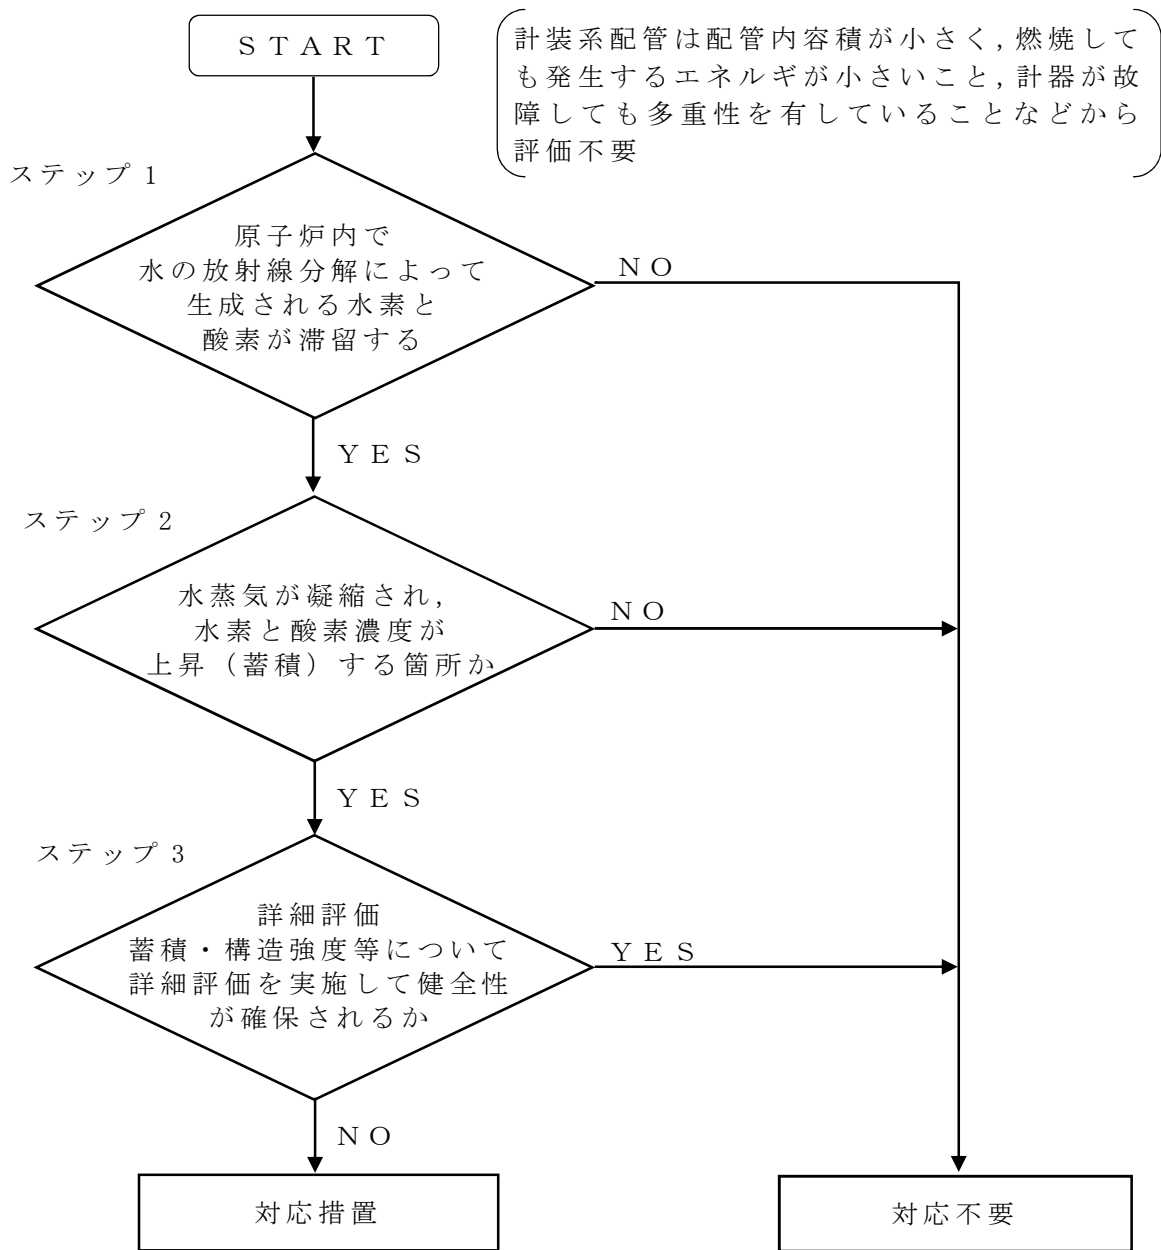 START
計装系配管は配管内容積が小さく,燃焼して
も発生するエネルギが小さいこと,計器が故
障しても多重性を有していることなどから
評価不要
ステップ1
原子炉内で
水の放射線分解によって
生成される水素と
酸素が滞留する
NO
YES
ステップ2
水蒸気が凝縮され,
水素と酸素濃度が
上昇（蓄積）する箇所か
NO
YES
ステップ3
詳細評価
蓄積・構造強度等について
詳細評価を実施して健全性
が確保されるか
YES
NO
対応措置
対応不要